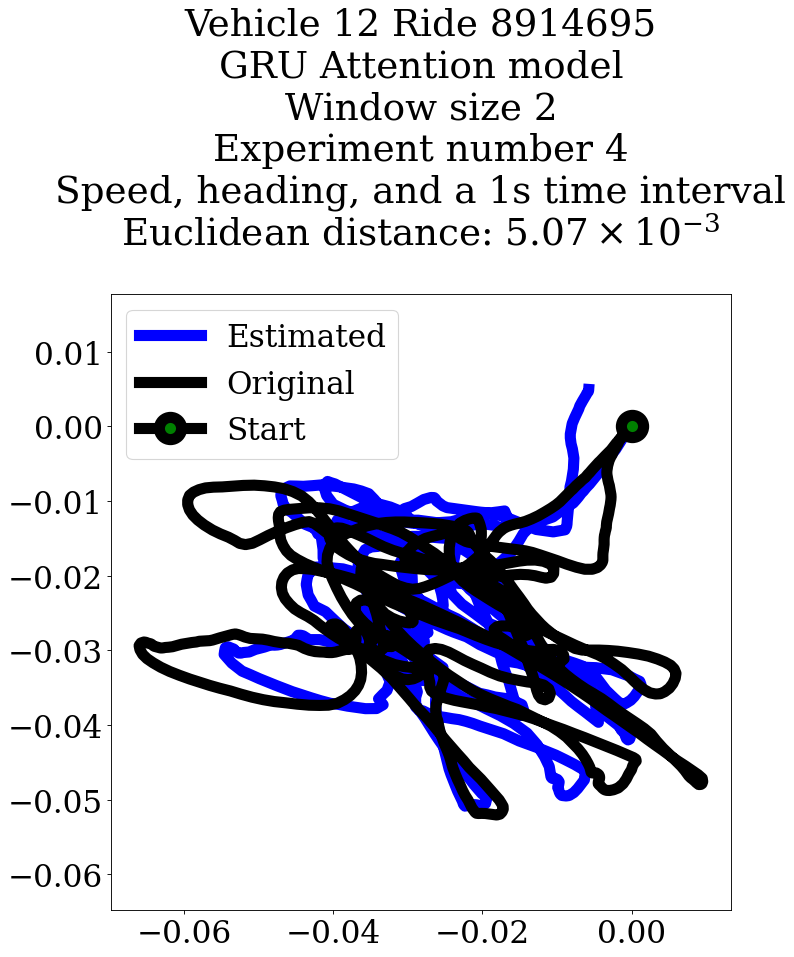 Vehicle 12 Ride 8914695
GRU Attention model
Window size 2
Experiment number 4
Speed, heading, and a 1s time interval
Euclidean distance: 5.07 × 10⁻³
Estimated
Original
Start
0.01
0.00
−0.01
−0.02
−0.03
−0.04
−0.05
−0.06
−0.06 −0.04 −0.02 0.00